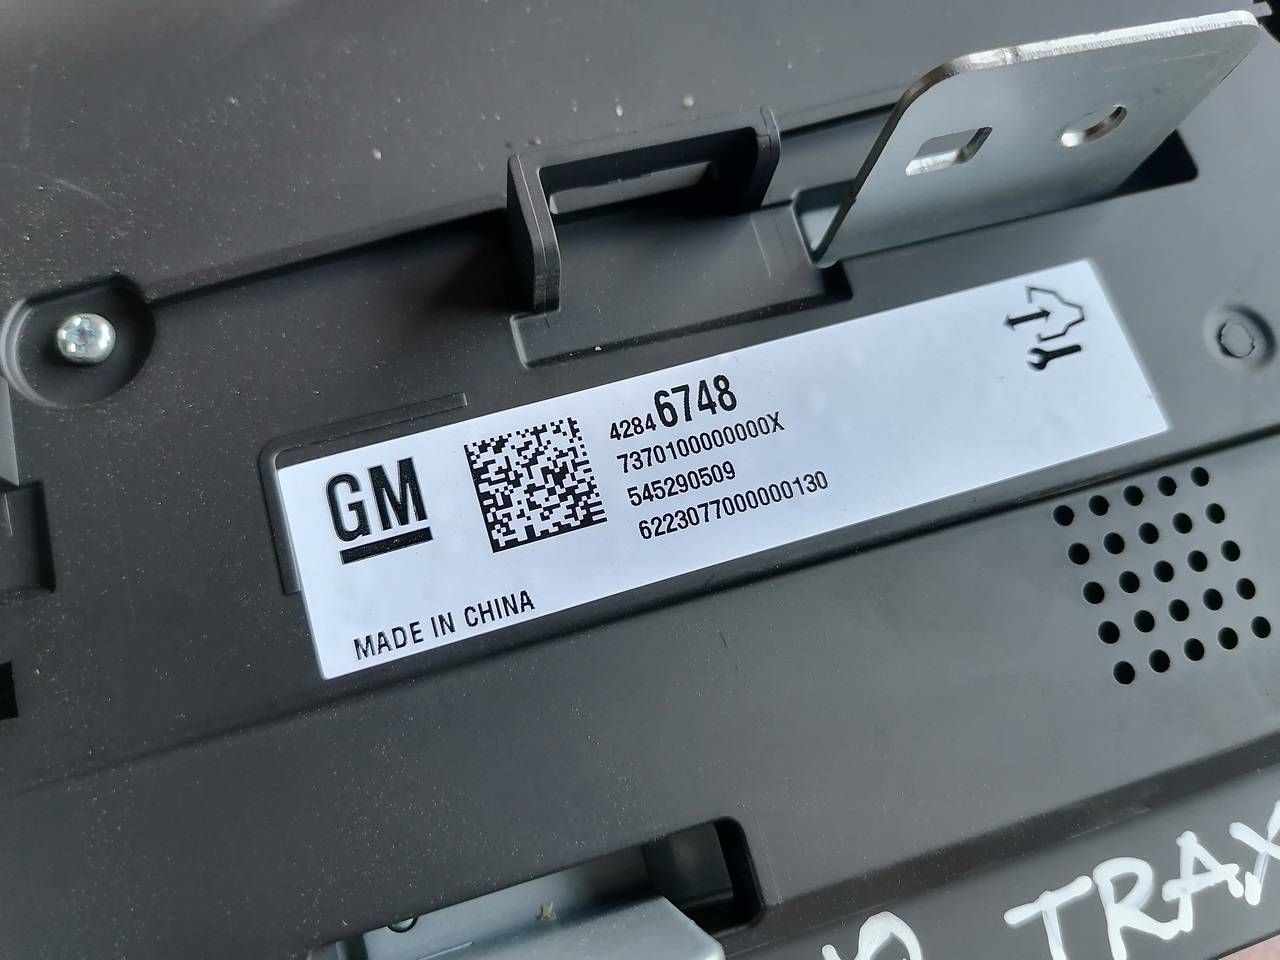 GM
42846748
7370100000000X
545290509
6223077000000130
MADE IN CHINA
TRAX